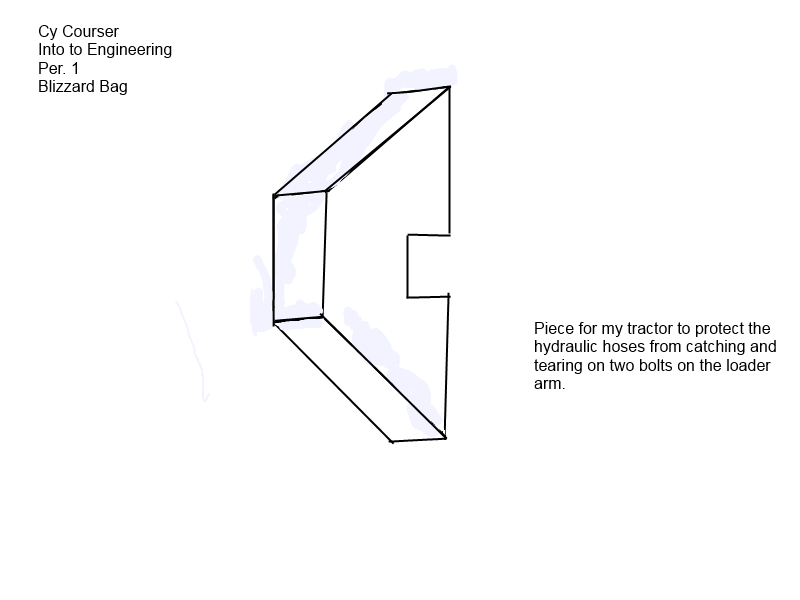 Cy Courser
Into to Engineering
Per. 1
Blizzard Bag
Piece for my tractor to protect the
hydraulic hoses from catching and
tearing on two bolts on the loader
arm.